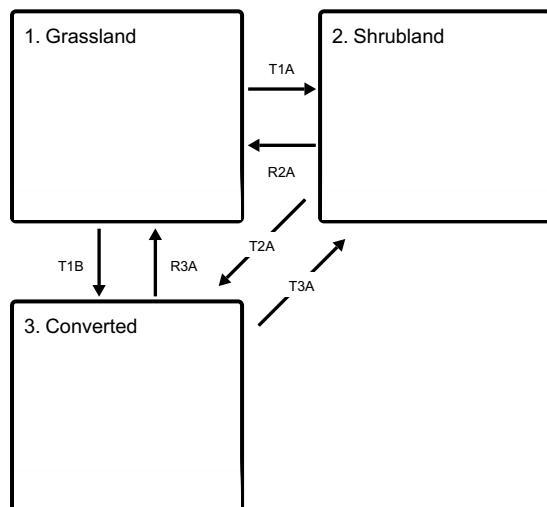 1. Grassland
2. Shrubland
T1A
R2A
T1B
R3A
T2A
T3A
3. Converted